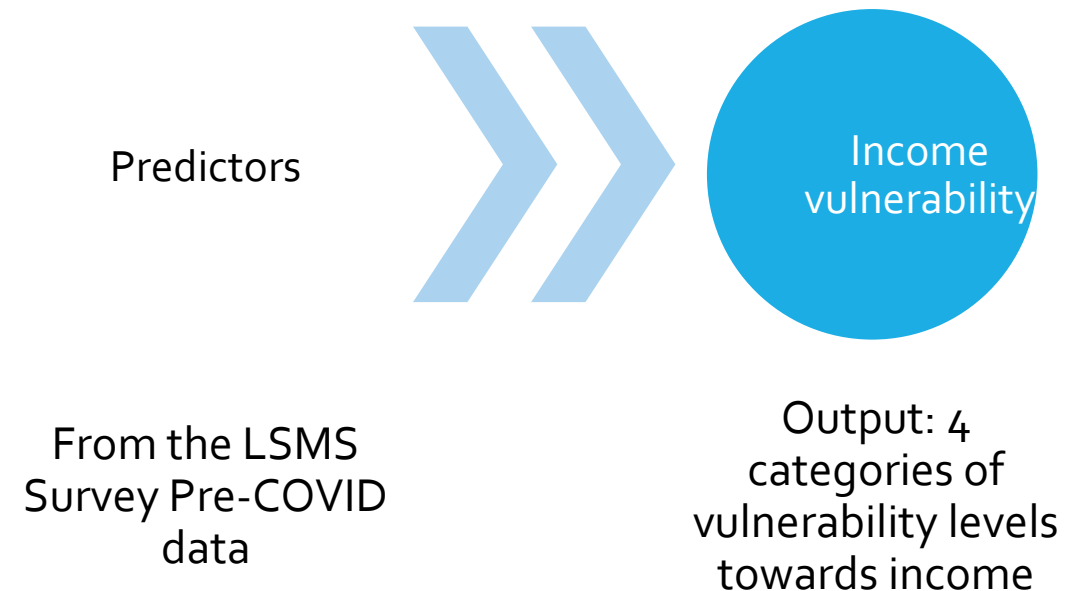 Predictors
Income
vulnerability
From the LSMS
Survey Pre-COVID
data
Output: 4
categories of
vulnerability levels
towards income